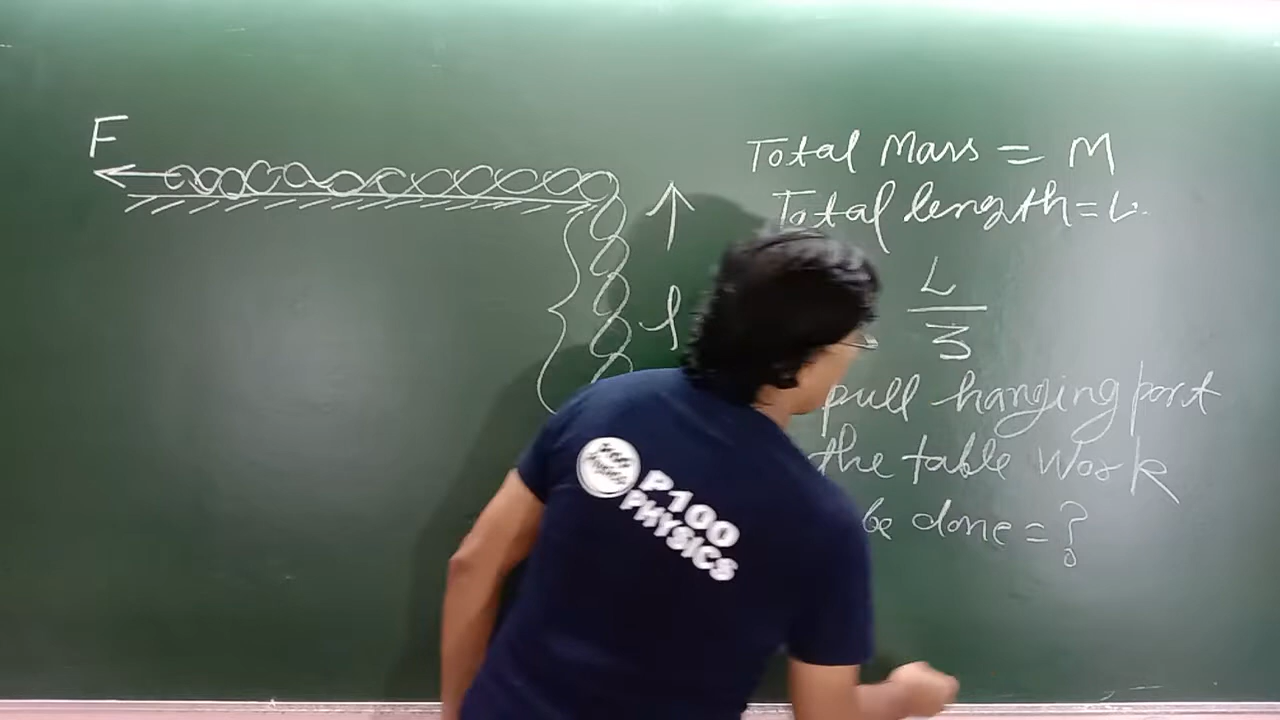 F
Total Mass = M
Total length = L
l
L
3
pull hanging part
the table Work
be done = ?
P100
PHYSICS